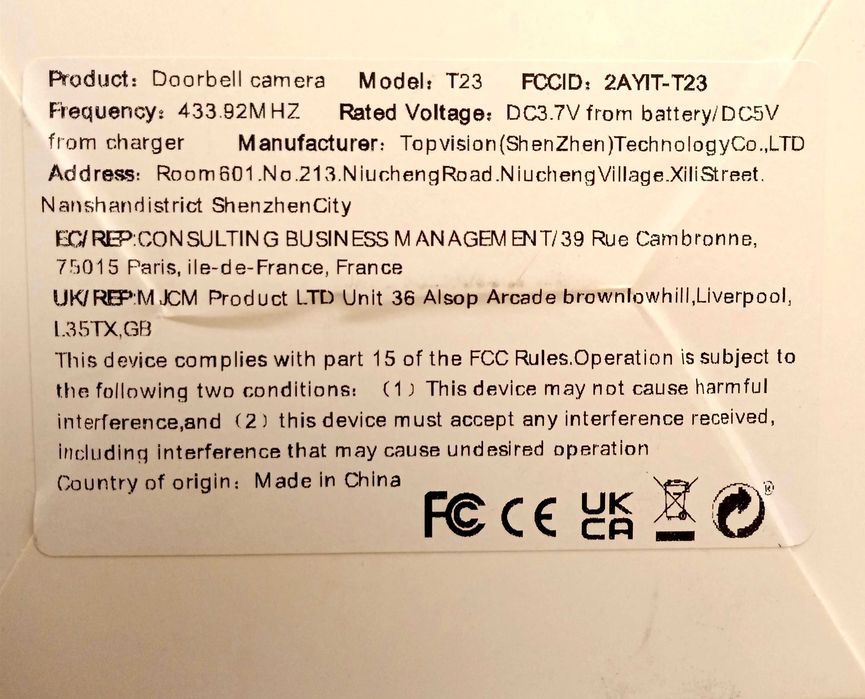 Product: Doorbell camera Model: T23 FCCID: 2AYIT-T23
Frequency: 433.92MHZ Rated Voltage: DC3.7V from battery/DC5V
from charger Manufacturer: Topvision(ShenZhen)TechnologyCo.,LTD
Address: Room601.No.213.NiuchengRoad.NiuchengVillage.XiliStreet.
Nanshandistrict ShenzhenCity
EC/REP:CONSULTING BUSINESS MANAGEMENT/39 Rue Cambronne,
75015 Paris, ile-de-France, France
UK/REP:MJCM Product LTD Unit 36 Alsop Arcade brownlowhill,Liverpool,
L35TX,GB
This device complies with part 15 of the FCC Rules.Operation is subject to
the following two conditions: (1) This device may not cause harmful
interference,and (2) this device must accept any interference received,
including interference that may cause undesired operation
Country of origin: Made in China
FC CE UK CA ®